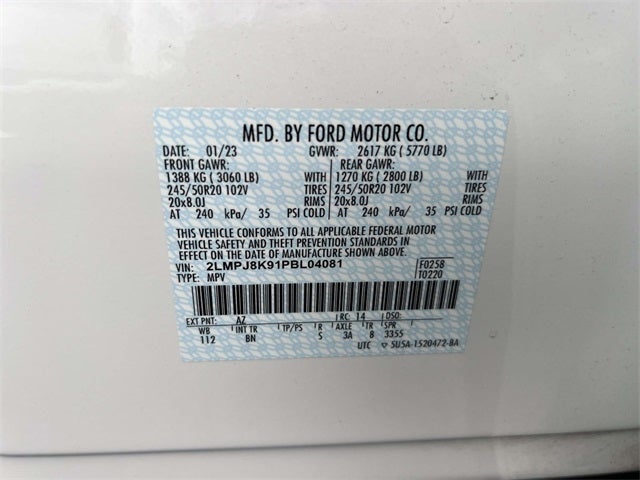 MFD. BY FORD MOTOR CO.
DATE: 01/23 GVWR: 2617 KG ( 5770 LB)
FRONT GAWR: REAR GAWR:
1388 KG ( 3060 LB) WITH 1270 KG ( 2800 LB) WITH
245/50R20 102V TIRES 245/50R20 102V TIRES
20x8.0J RIMS 20x8.0J RIMS
AT 240 kPa/ 35 PSI COLD AT 240 kPa/ 35 PSI COLD
THIS VEHICLE CONFORMS TO ALL APPLICABLE FEDERAL MOTOR
VEHICLE SAFETY AND THEFT PREVENTION STANDARDS IN
EFFECT ON THE DATE OF MANUFACTURE SHOWN ABOVE.
VIN: 2LMPJ8K91PBL04081 F0258
TYPE: MPV T0220
EXT PNT: AZ RC: 14 DSO:
WB INT TR TP/PS R AXLE TR SPR
112 BN S 3A 8 3355
UTC ▽ 5U5A-1520472-BA